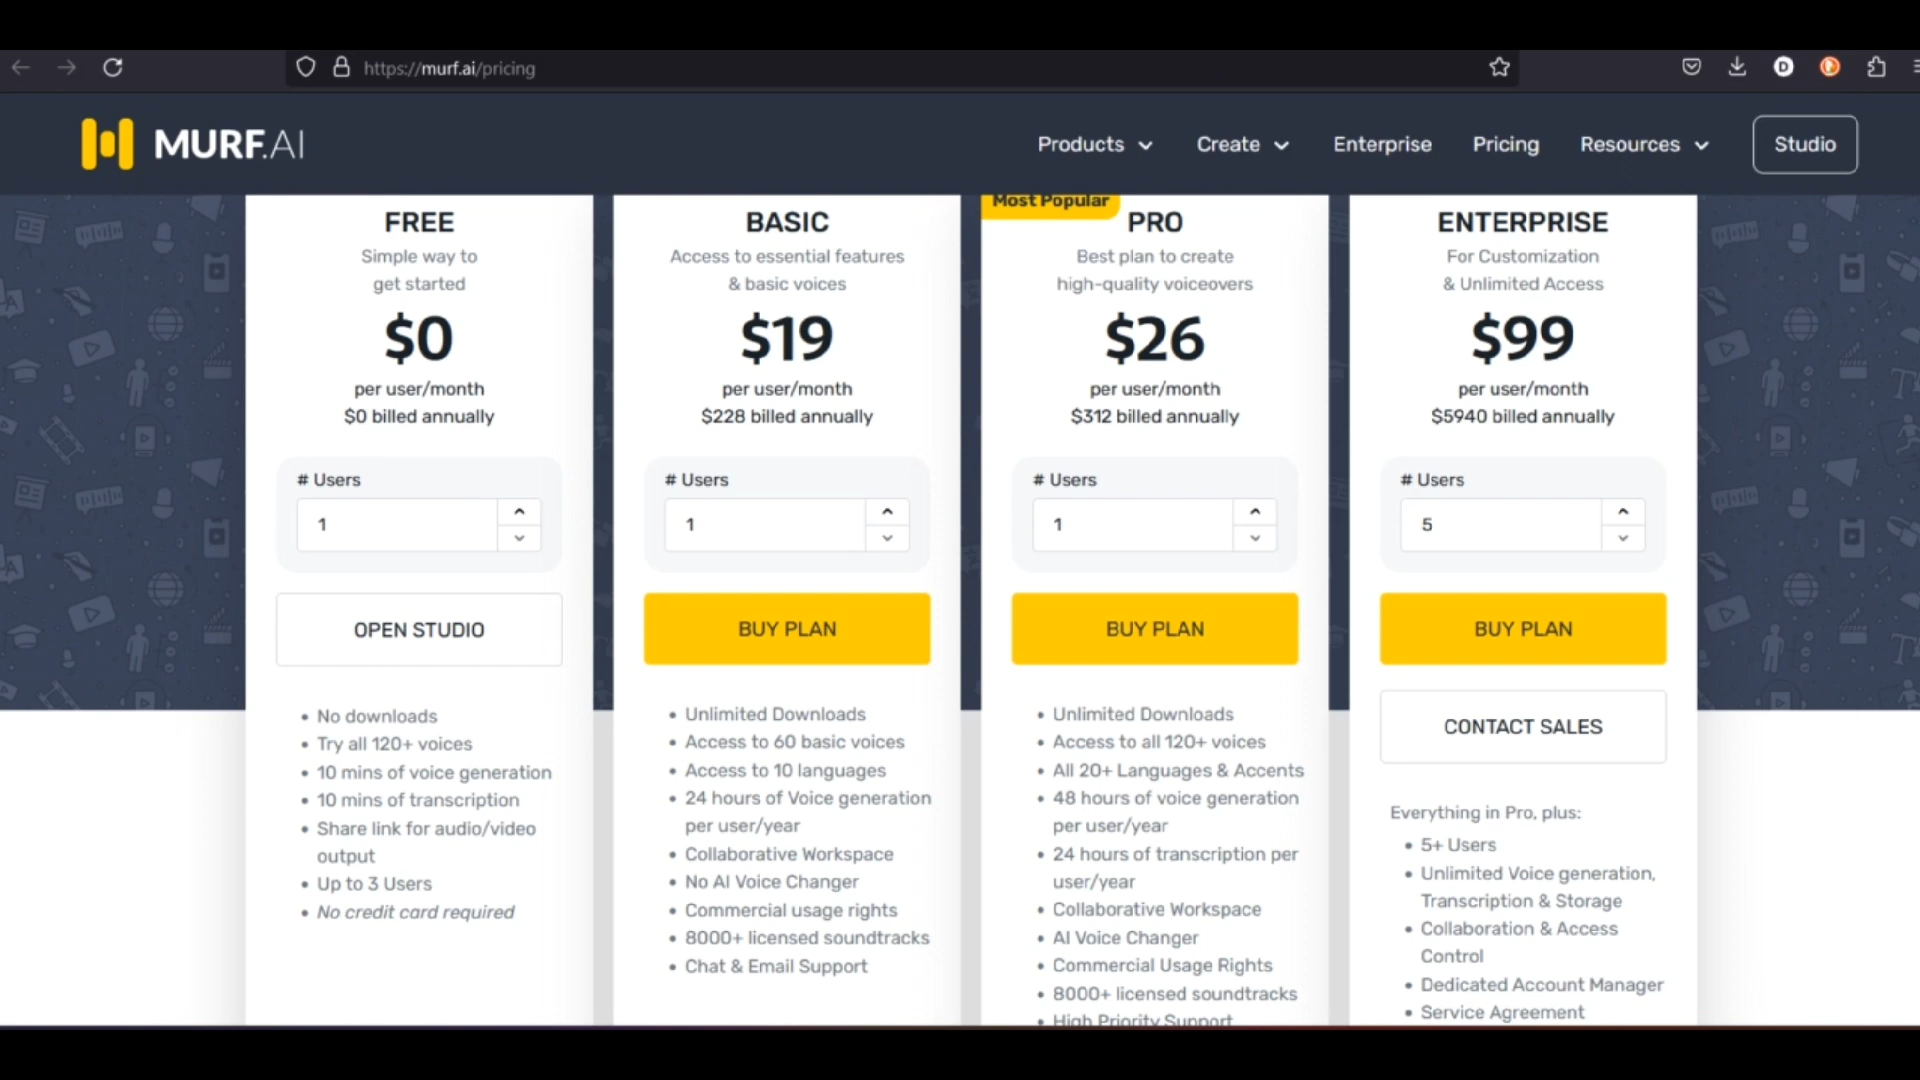 https://murf.ai/pricing
D
MURF.AI
Products
Create
Enterprise
Pricing
Resources
Studio
FREE
Simple way to
get started
$0
per user/month
$0 billed annually
# Users
1
OPEN STUDIO
• No downloads
• Try all 120+ voices
• 10 mins of voice generation
• 10 mins of transcription
• Share link for audio/video
output
• Up to 3 Users
• No credit card required
BASIC
Access to essential features
& basic voices
$19
per user/month
$228 billed annually
# Users
1
BUY PLAN
• Unlimited Downloads
• Access to 60 basic voices
• Access to 10 languages
• 24 hours of Voice generation
per user/year
• Collaborative Workspace
• No AI Voice Changer
• Commercial usage rights
• 8000+ licensed soundtracks
• Chat & Email Support
Most Popular
PRO
Best plan to create
high-quality voiceovers
$26
per user/month
$312 billed annually
# Users
1
BUY PLAN
• Unlimited Downloads
• Access to all 120+ voices
• All 20+ Languages & Accents
• 48 hours of voice generation
per user/year
• 24 hours of transcription per
user/year
• Collaborative Workspace
• AI Voice Changer
• Commercial Usage Rights
• 8000+ licensed soundtracks
• High Priority Support
ENTERPRISE
For Customization
& Unlimited Access
$99
per user/month
$5940 billed annually
# Users
5
BUY PLAN
CONTACT SALES
Everything in Pro, plus:
• 5+ Users
• Unlimited Voice generation,
Transcription & Storage
• Collaboration & Access
Control
• Dedicated Account Manager
• Service Agreement